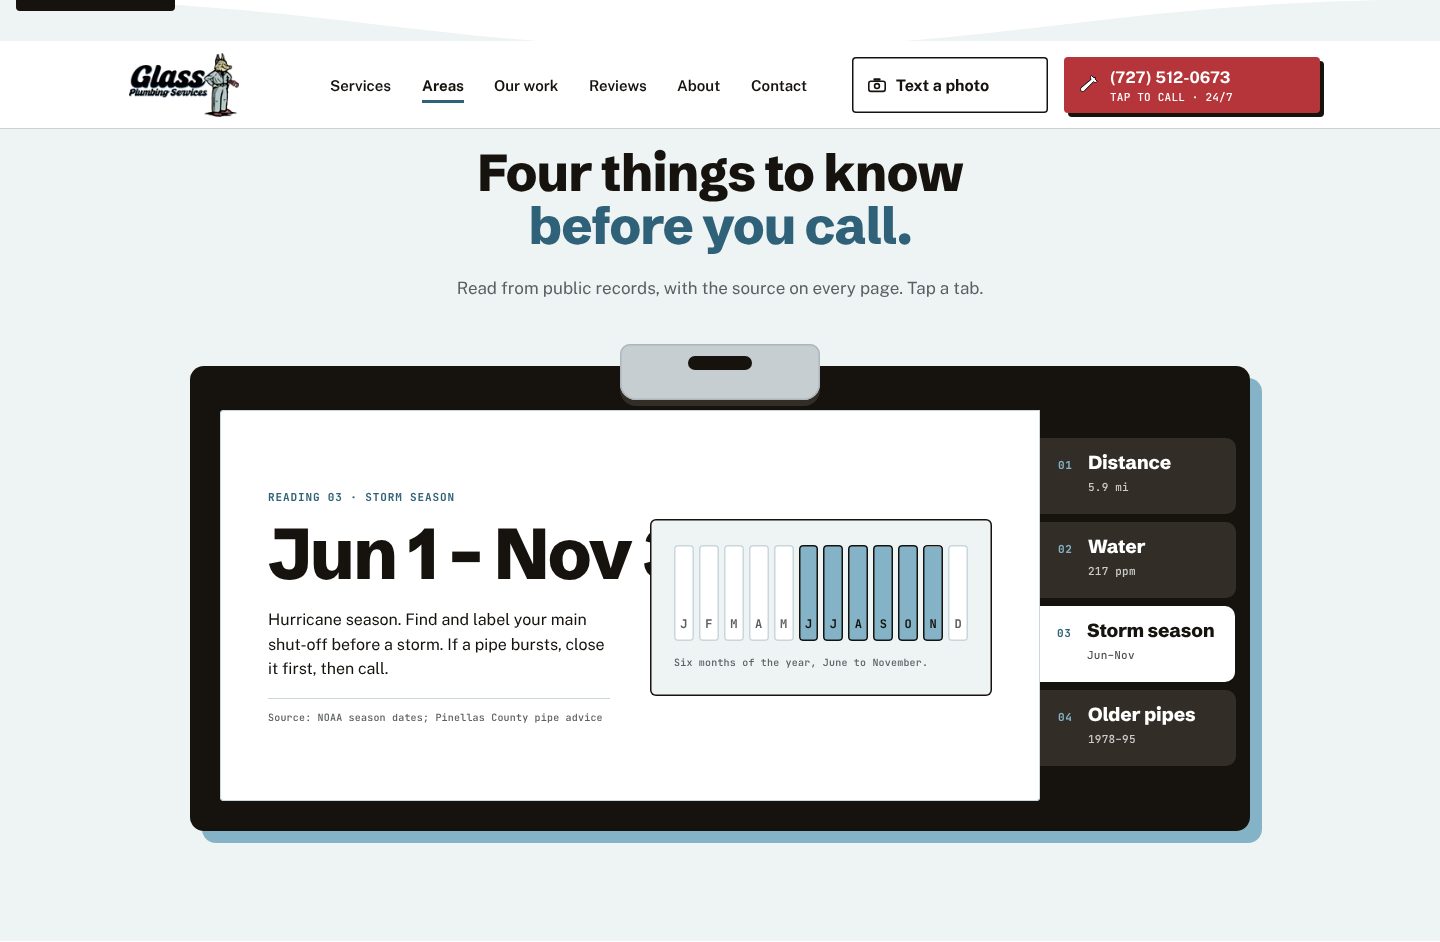 Glass
Plumbing Services
Services
Areas
Our work
Reviews
About
Contact
Text a photo
(727) 512-0673
TAP TO CALL · 24/7
Four things to know
before you call.
Read from public records, with the source on every page. Tap a tab.
READING 03 · STORM SEASON
Jun 1 – Nov
Hurricane season. Find and label your main
shut-off before a storm. If a pipe bursts, close
it first, then call.
Source: NOAA season dates; Pinellas County pipe advice
J F M A M J J A S O N D
Six months of the year, June to November.
01 Distance
5.9 mi
02 Water
217 ppm
03 Storm season
Jun–Nov
04 Older pipes
1978–95